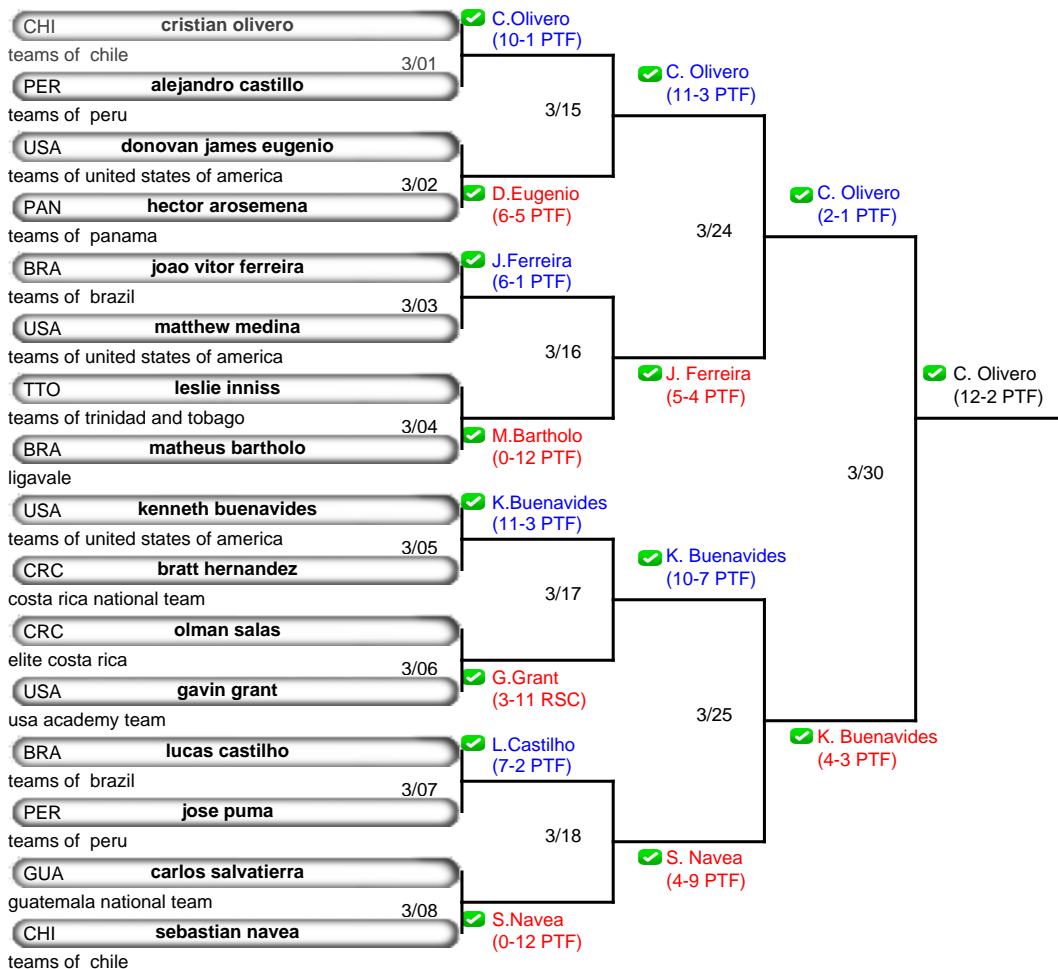 CHI cristian olivero
teams of chile
3/01
PER alejandro castillo
teams of peru
USA donovan james eugenio
teams of united states of america
3/02
PAN hector arosemena
teams of panama
BRA joao vitor ferreira
teams of brazil
3/03
USA matthew medina
teams of united states of america
TTO leslie inniss
teams of trinidad and tobago
3/04
BRA matheus bartholo
ligavale
USA kenneth buenavides
teams of united states of america
3/05
CRC bratt hernandez
costa rica national team
CRC olman salas
elite costa rica
3/06
USA gavin grant
usa academy team
BRA lucas castilho
teams of brazil
3/07
PER jose puma
teams of peru
GUA carlos salvatierra
guatemala national team
3/08
CHI sebastian navea
teams of chile
C.Olivero
(10-1 PTF)
3/15
D.Eugenio
(6-5 PTF)
J.Ferreira
(6-1 PTF)
3/16
M.Bartholo
(0-12 PTF)
K.Buenavides
(11-3 PTF)
3/17
G.Grant
(3-11 RSC)
L.Castilho
(7-2 PTF)
3/18
S.Navea
(0-12 PTF)
C. Olivero
(11-3 PTF)
3/24
J. Ferreira
(5-4 PTF)
K. Buenavides
(10-7 PTF)
3/25
S. Navea
(4-9 PTF)
C. Olivero
(2-1 PTF)
3/30
K. Buenavides
(4-3 PTF)
C. Olivero
(12-2 PTF)